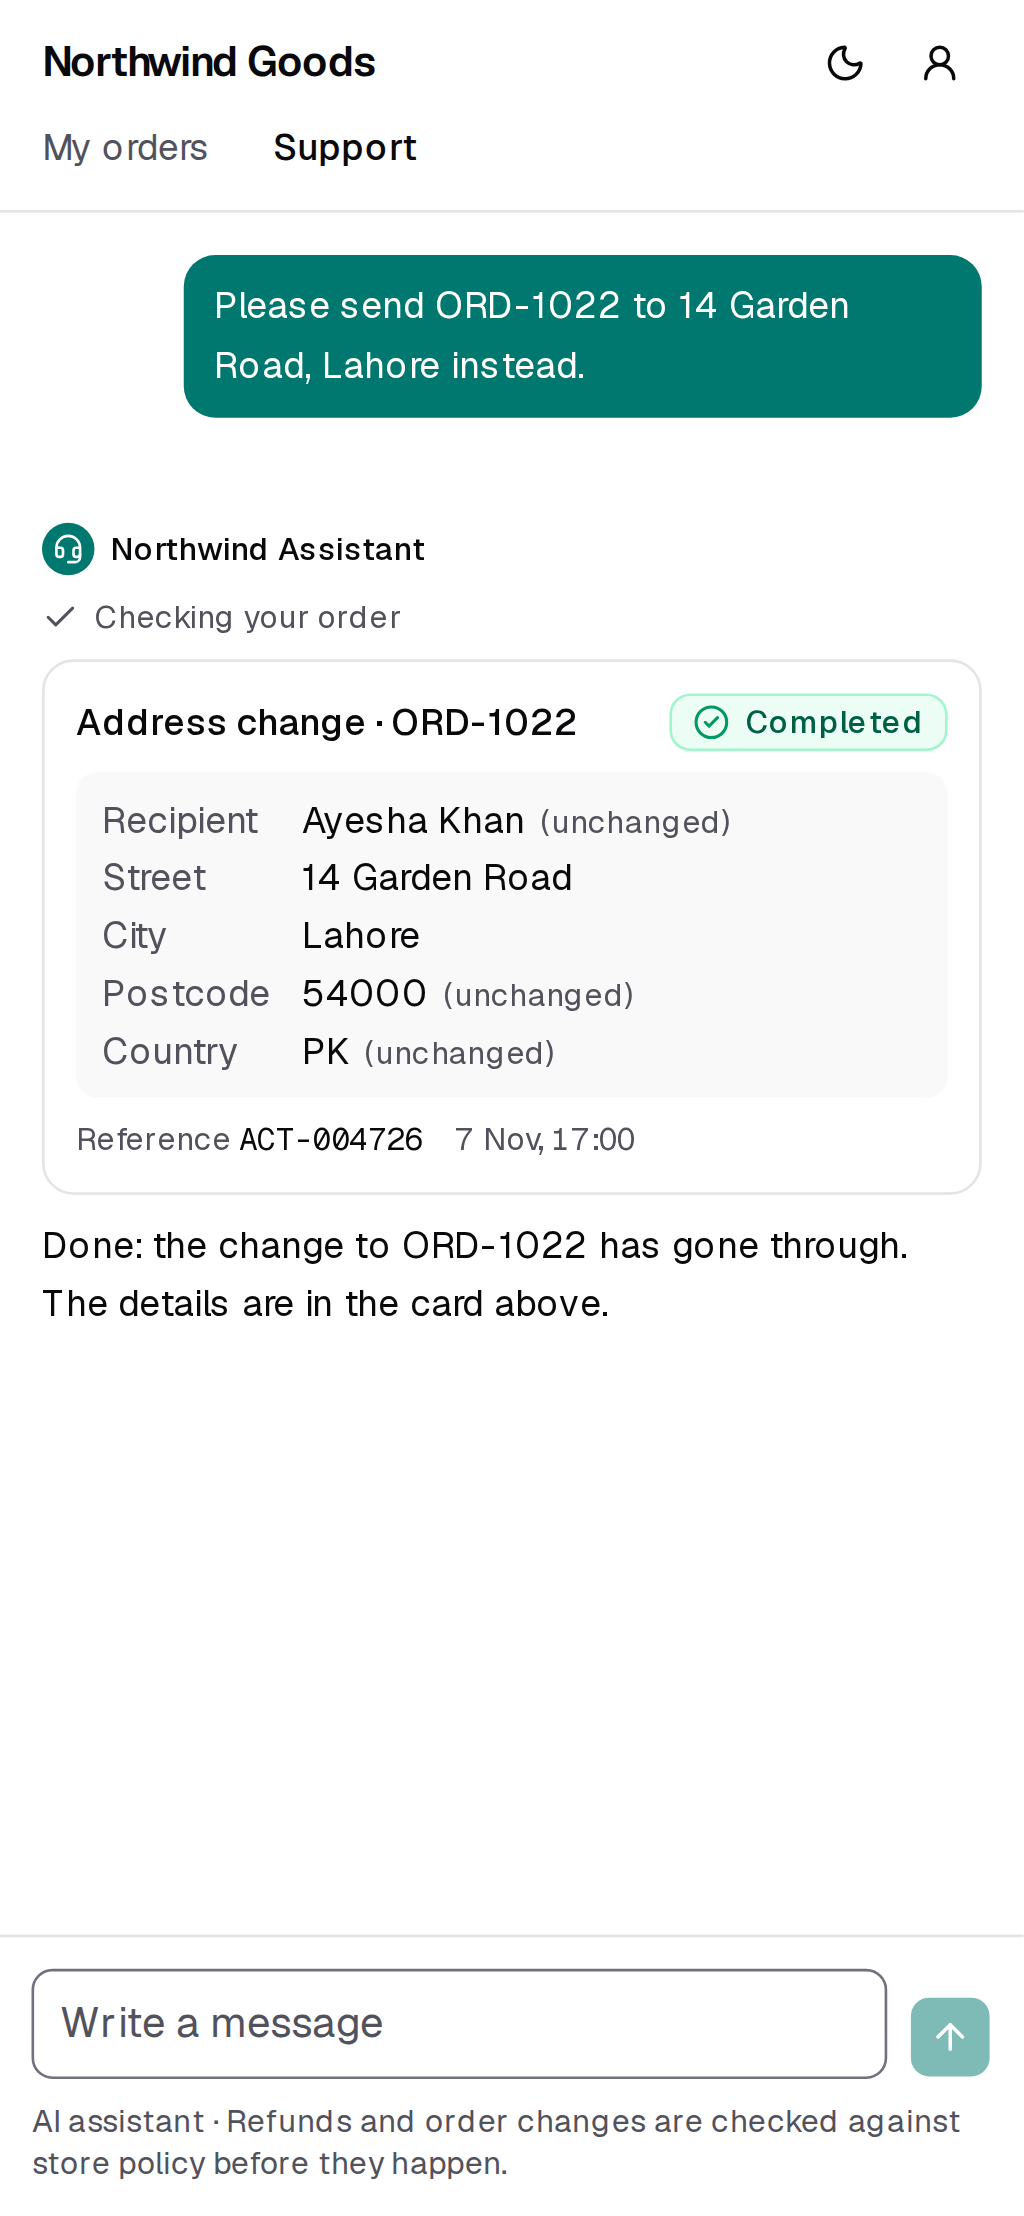 Northwind Goods
My orders Support
Please send ORD-1022 to 14 Garden
Road, Lahore instead.
Northwind Assistant
Checking your order
Address change · ORD-1022 Completed
Recipient Ayesha Khan (unchanged)
Street 14 Garden Road
City Lahore
Postcode 54000 (unchanged)
Country PK (unchanged)
Reference ACT-004726 7 Nov, 17:00
Done: the change to ORD-1022 has gone through.
The details are in the card above.
Write a message
AI assistant · Refunds and order changes are checked against
store policy before they happen.